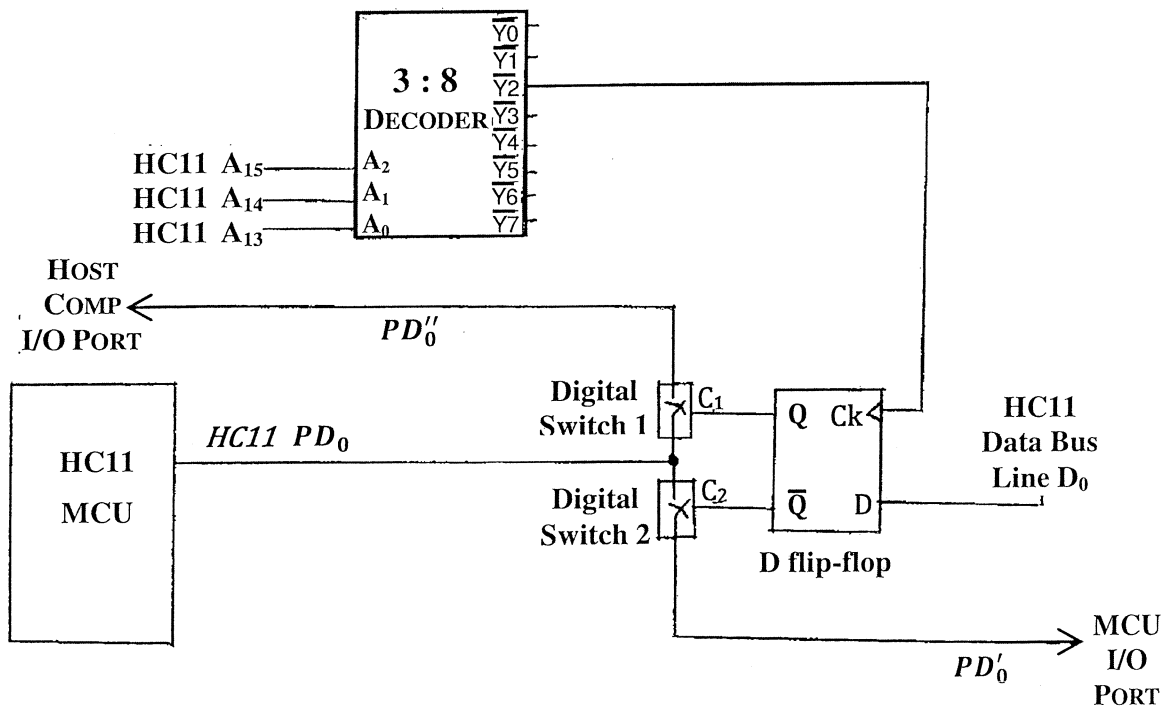 3 : 8
DECODER
Y0
Y1
Y2
Y3
Y4
Y5
Y6
Y7
HC11 A15
A2
HC11 A14
A1
HC11 A13
A0
HOST
COMP
I/O PORT
PD0''
HC11
MCU
HC11 PD0
Digital
Switch 1
C1
Digital
Switch 2
C2
Q
Ck
Q
D
D flip-flop
HC11
Data Bus
Line D0
PD0'
MCU
I/O
PORT